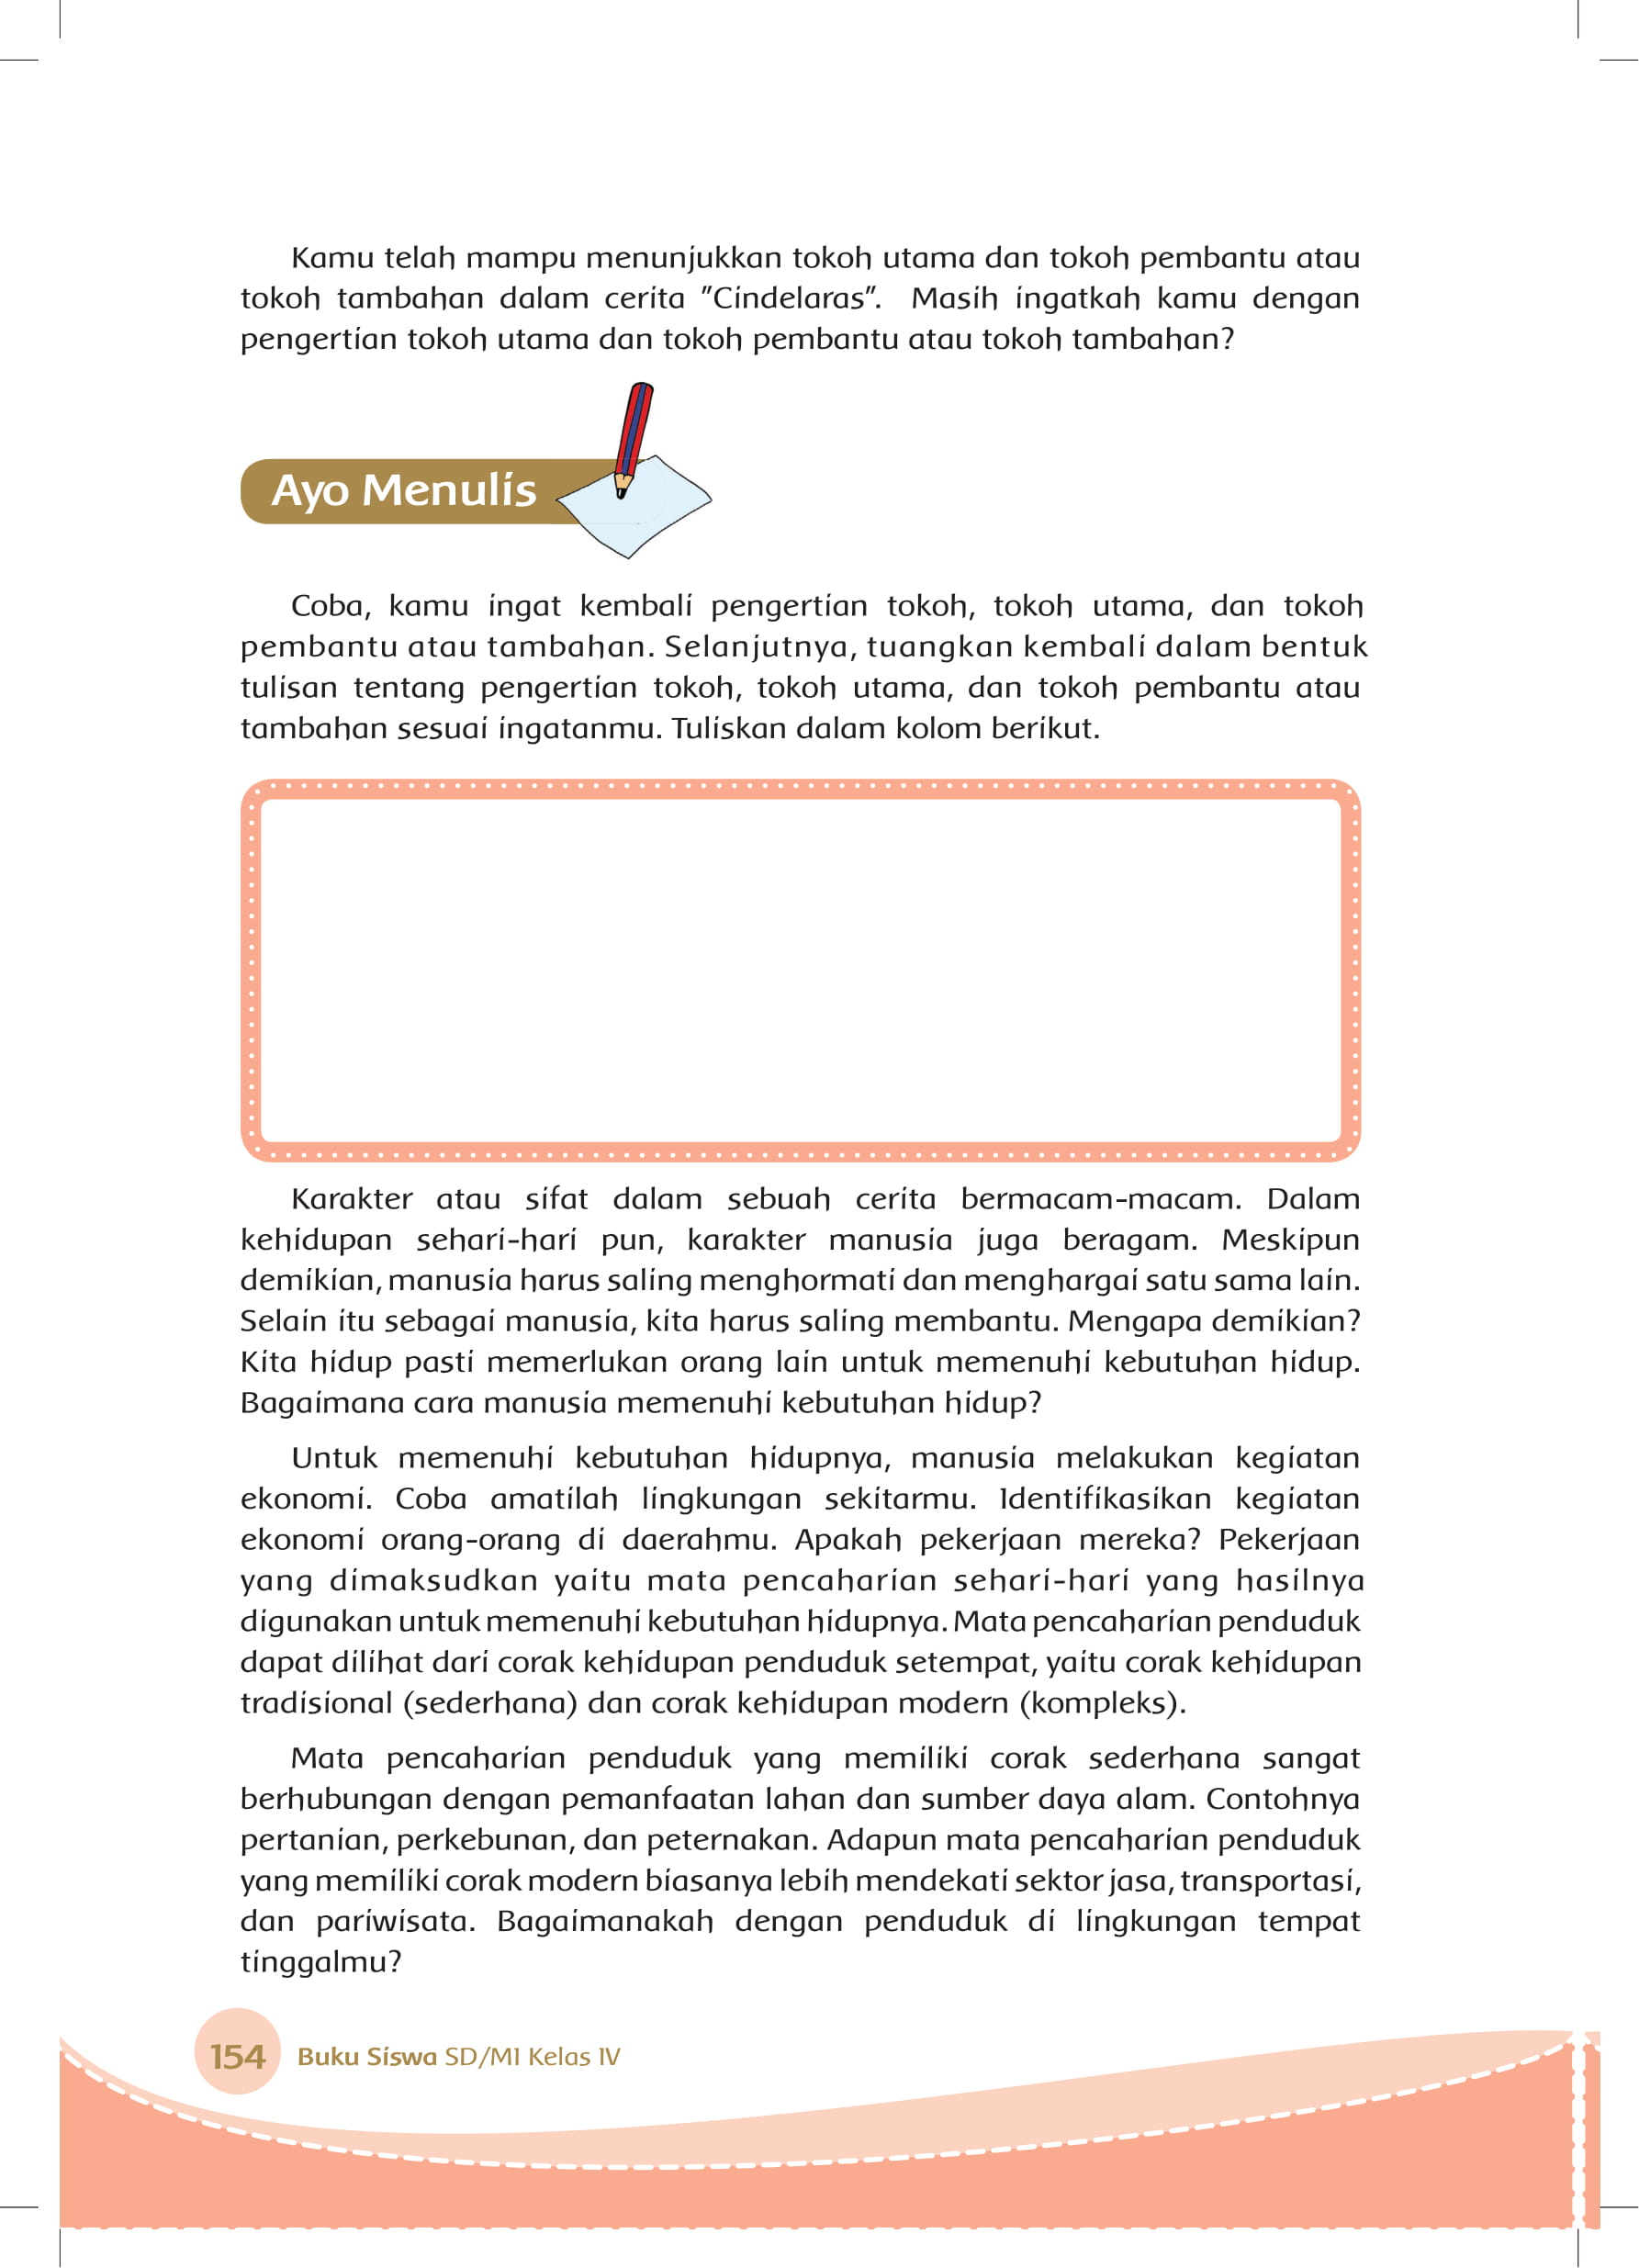 Kamu telah mampu menunjukkan tokoh utama dan tokoh pembantu atau
tokoh tambahan dalam cerita "Cindelaras". Masih ingatkah kamu dengan
pengertian tokoh utama dan tokoh pembantu atau tokoh tambahan?
Ayo Menulis
Coba, kamu ingat kembali pengertian tokoh, tokoh utama, dan tokoh
pembantu atau tambahan. Selanjutnya, tuangkan kembali dalam bentuk
tulisan tentang pengertian tokoh, tokoh utama, dan tokoh pembantu atau
tambahan sesuai ingatanmu. Tuliskan dalam kolom berikut.
Karakter atau sifat dalam sebuah cerita bermacam-macam. Dalam
kehidupan sehari-hari pun, karakter manusia juga beragam. Meskipun
demikian, manusia harus saling menghormati dan menghargai satu sama lain.
Selain itu sebagai manusia, kita harus saling membantu. Mengapa demikian?
Kita hidup pasti memerlukan orang lain untuk memenuhi kebutuhan hidup.
Bagaimana cara manusia memenuhi kebutuhan hidup?
Untuk memenuhi kebutuhan hidupnya, manusia melakukan kegiatan
ekonomi. Coba amatilah lingkungan sekitarmu. Identifikasikan kegiatan
ekonomi orang-orang di daerahmu. Apakah pekerjaan mereka? Pekerjaan
yang dimaksudkan yaitu mata pencaharian sehari-hari yang hasilnya
digunakan untuk memenuhi kebutuhan hidupnya. Mata pencaharian penduduk
dapat dilihat dari corak kehidupan penduduk setempat, yaitu corak kehidupan
tradisional (sederhana) dan corak kehidupan modern (kompleks).
Mata pencaharian penduduk yang memiliki corak sederhana sangat
berhubungan dengan pemanfaatan lahan dan sumber daya alam. Contohnya
pertanian, perkebunan, dan peternakan. Adapun mata pencaharian penduduk
yang memiliki corak modern biasanya lebih mendekati sektor jasa, transportasi,
dan pariwisata. Bagaimanakah dengan penduduk di lingkungan tempat
tinggalmu?
154 Buku Siswa SD/MI Kelas IV